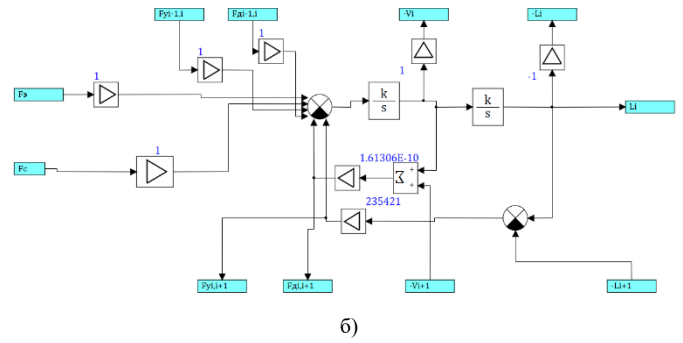 Fуi-1,i
Fдi-1,i
-Vi
-Li
1
1
1
1
-1
Fэ
k
s
k
s
Li
Fс
1
1.61306E-10
Σ
+
+
235421
Fуi,i+1
Fдi,i+1
-Vi+1
-Li+1
б)